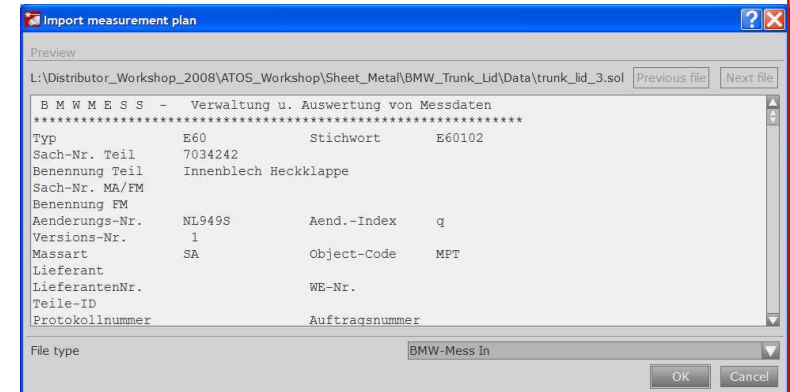 Import measurement plan
Preview
L:\Distributor_Workshop_2008\ATOS_Workshop\Sheet_Metal\BMW_Trunk_Lid\Data\trunk_lid_3.sol Previous file Next file
B M W M E S S - Verwaltung u. Auswertung von Messdaten
**************************************************************
Typ E60 Stichwort E60102
Sach-Nr. Teil 7034242
Benennung Teil Innenblech Heckklappe
Sach-Nr. MA/FM
Benennung FM
Aenderungs-Nr. NL949S Aend.-Index q
Versions-Nr. 1
Massart SA Object-Code MPT
Lieferant
LieferantenNr. WE-Nr.
Teile-ID
Protokollnummer Auftragsnummer
File type BMW-Mess In
OK Cancel